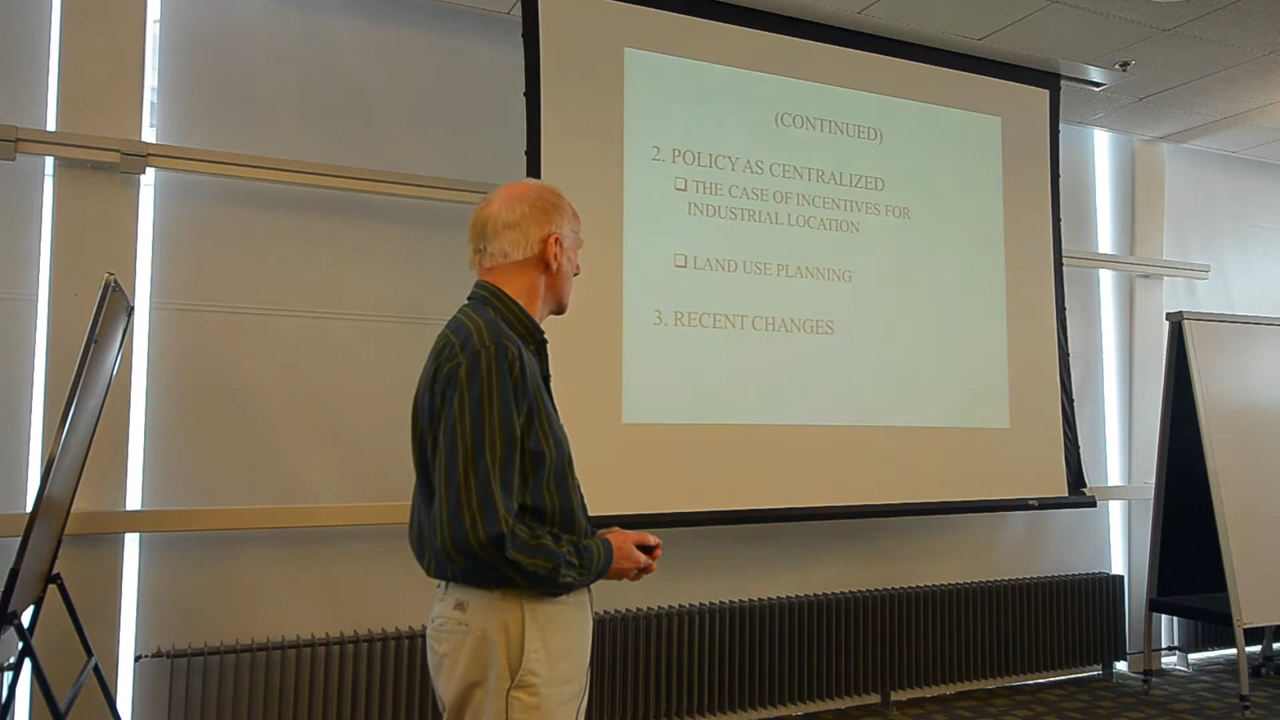 (CONTINUED)
2. POLICY AS CENTRALIZED
❑ THE CASE OF INCENTIVES FOR
INDUSTRIAL LOCATION
❑ LAND USE PLANNING
3. RECENT CHANGES